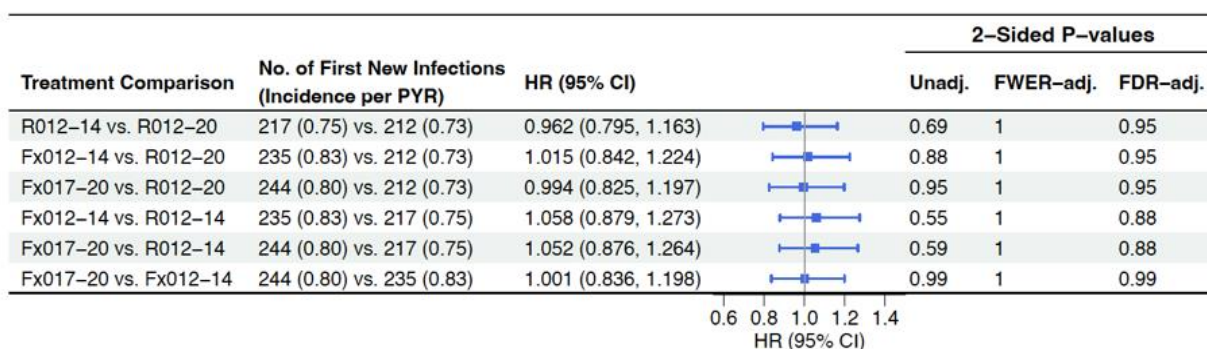 2−Sided P−values
Treatment Comparison No. of First New Infections (Incidence per PYR) HR (95% CI) Unadj. FWER−adj. FDR−adj.
R012−14 vs. R012−20 217 (0.75) vs. 212 (0.73) 0.962 (0.795, 1.163) 0.69 1 0.95
Fx012−14 vs. R012−20 235 (0.83) vs. 212 (0.73) 1.015 (0.842, 1.224) 0.88 1 0.95
Fx017−20 vs. R012−20 244 (0.80) vs. 212 (0.73) 0.994 (0.825, 1.197) 0.95 1 0.95
Fx012−14 vs. R012−14 235 (0.83) vs. 217 (0.75) 1.058 (0.879, 1.273) 0.55 1 0.88
Fx017−20 vs. R012−14 244 (0.80) vs. 217 (0.75) 1.052 (0.876, 1.264) 0.59 1 0.88
Fx017−20 vs. Fx012−14 244 (0.80) vs. 235 (0.83) 1.001 (0.836, 1.198) 0.99 1 0.99
0.6 0.8 1.0 1.2 1.4
HR (95% CI)